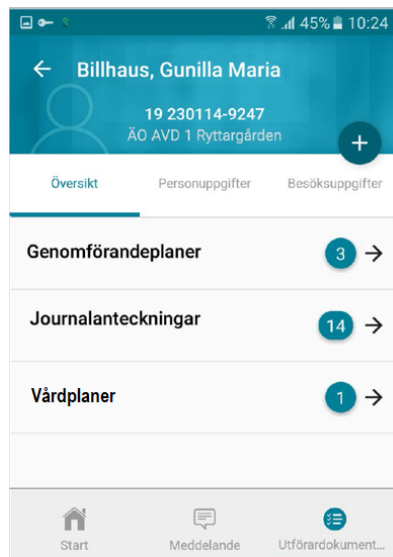 45% 10:24
Billhaus, Gunilla Maria
19 230114-9247
ÄO AVD 1 Ryttargården
+
Översikt Personuppgifter Besöksuppgifter
Genomförandeplaner 3
Journalanteckningar 14
Vårdplaner 1
Start Meddelande Utförardokument...